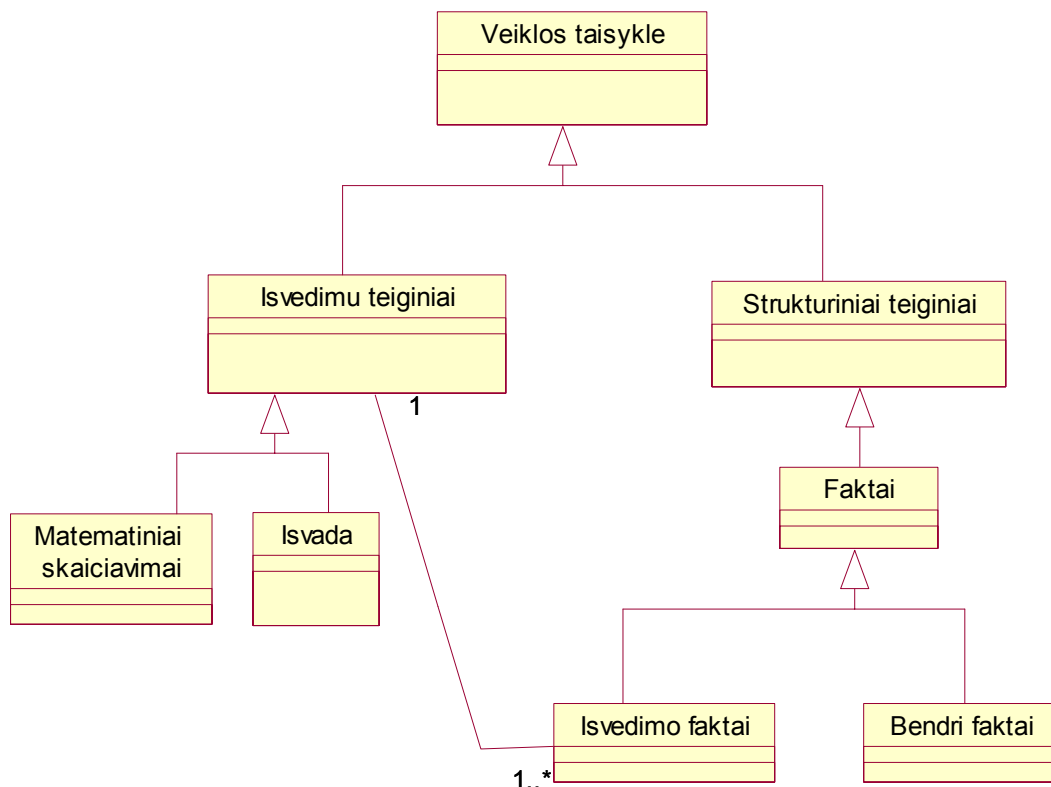 Veiklos taisykle
Isvedimu teiginiai
Strukturiniai teiginiai
1
Faktai
Matematiniai
skaiciavimai
Isvada
Isvedimo faktai
Bendri faktai
1..*